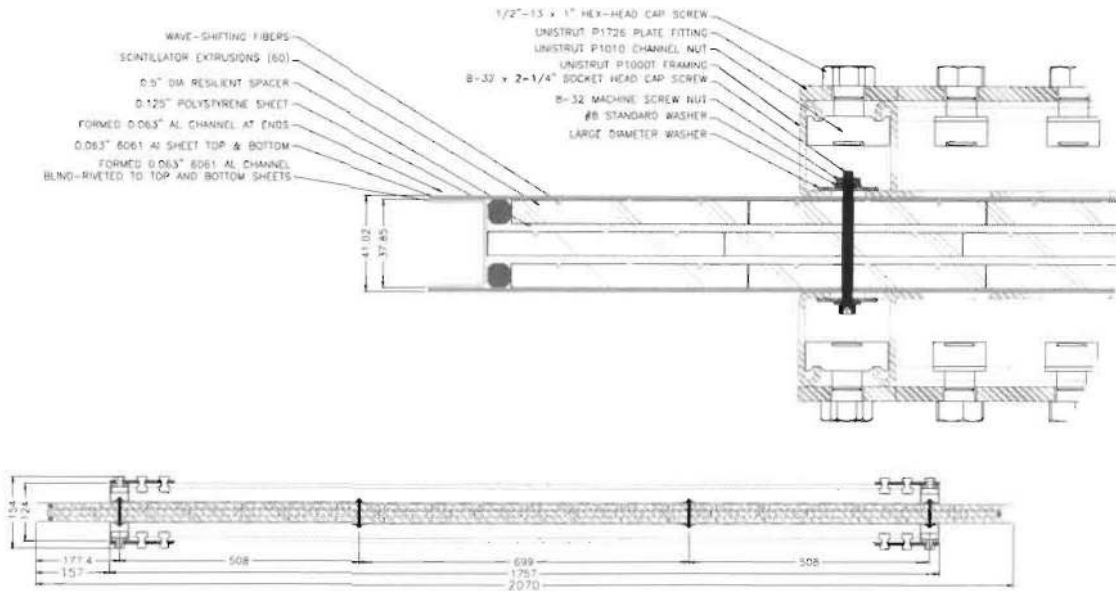 1/2"-13 x 1" HEX-HEAD CAP SCREW
UNISTRUT P1726 PLATE FITTING
UNISTRUT P1010 CHANNEL NUT
UNISTRUT P1000T FRAMING
8-32 x 2-1/4" SOCKET HEAD CAP SCREW
8-32 MACHINE SCREW NUT
#8 STANDARD WASHER
LARGE DIAMETER WASHER
WAVE-SHIFTING FIBERS
SCINTILLATOR EXTRUSIONS (60)
0.5" DIA RESILIENT SPACER
0.125" POLYSTYRENE SHEET
FORMED 0.063" AL CHANNEL AT ENDS
0.063" 6061 Al SHEET TOP & BOTTOM
FORMED 0.063" 6061 AL CHANNEL
BLIND-RIVETED TO TOP AND BOTTOM SHEETS
41.02
37.85
154
124
177.4
508
699
508
157
1757
2070